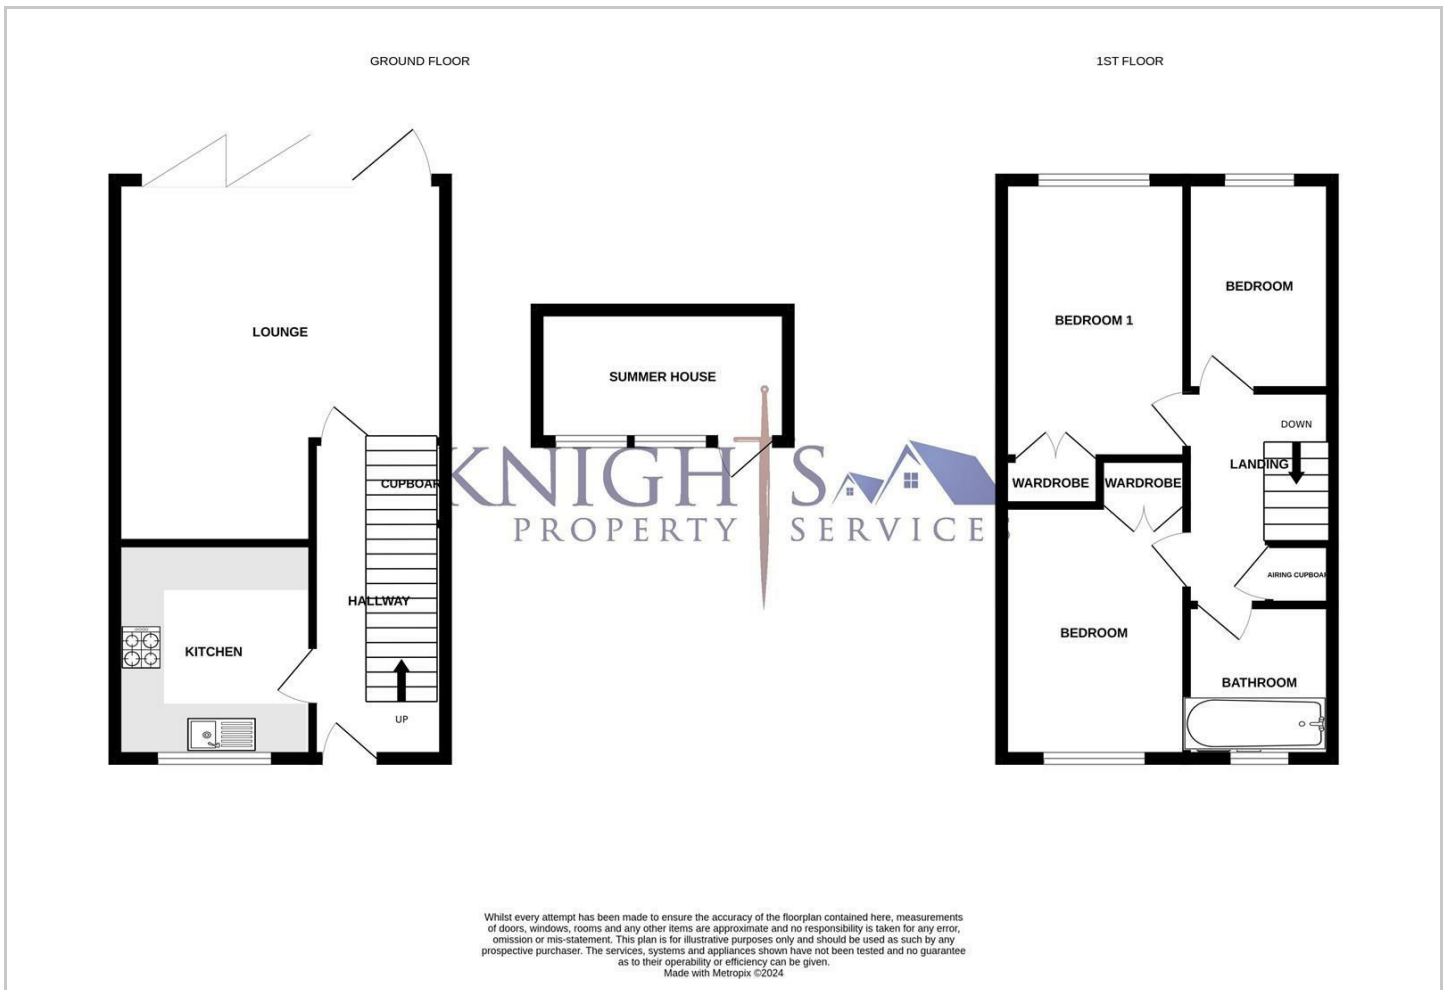 GROUND FLOOR
1ST FLOOR
LOUNGE
SUMMER HOUSE
BEDROOM 1
BEDROOM
DOWN
LANDING
CUPBOAR
WARDROBE
WARDROBE
KNIGHTS
PROPERTY SERVICES
AIRING CUPBOAR
HALLWAY
KITCHEN
BEDROOM
BATHROOM
UP
Whilst every attempt has been made to ensure the accuracy of the floorplan contained here, measurements
of doors, windows, rooms and any other items are approximate and no responsibility is taken for any error,
omission or mis-statement. This plan is for illustrative purposes only and should be used as such by any
prospective purchaser. The services, systems and appliances shown have not been tested and no guarantee
as to their operability or efficiency can be given.
Made with Metropix ©2024